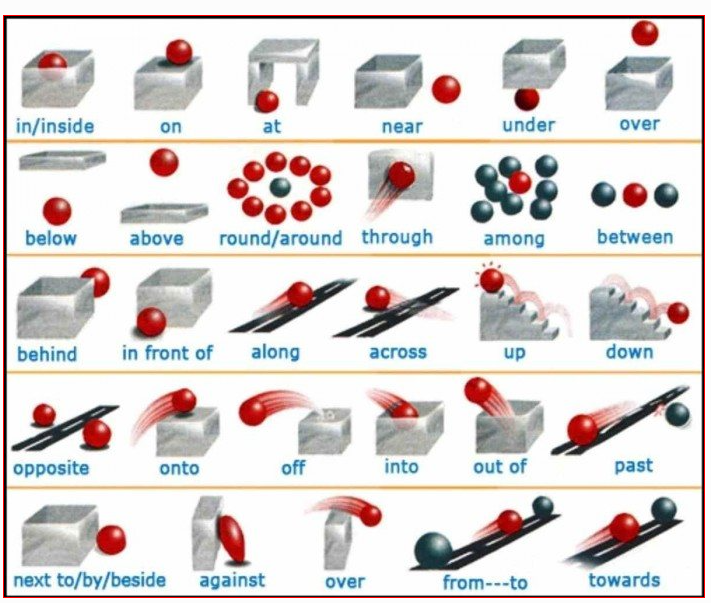 in/inside on at near under over
below above round/around through among between
behind in front of along across up down
opposite onto off into out of past
next to/by/beside against over from---to towards